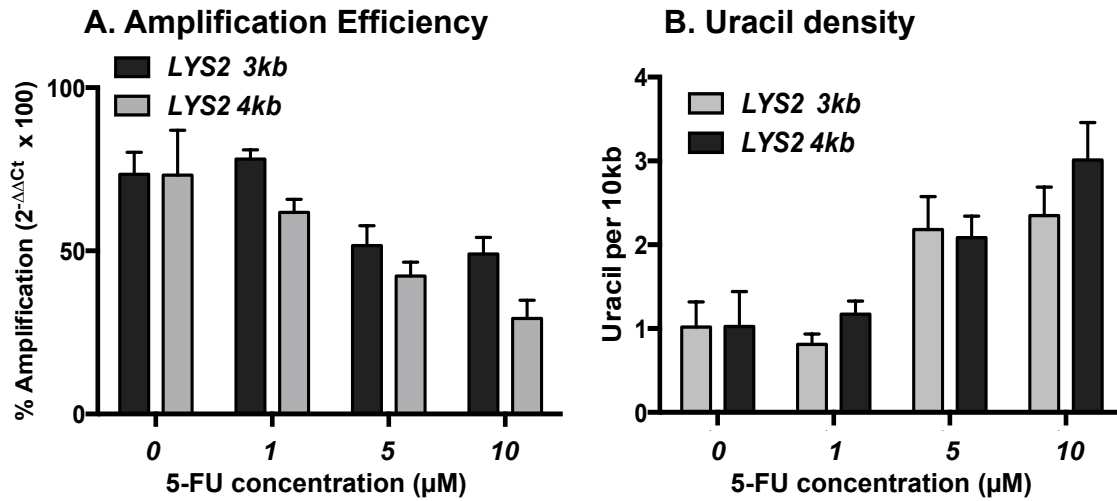 A. Amplification Efficiency
% Amplification (2^-ΔΔCt x 100)
LYS2 3kb
LYS2 4kb
100
50
0
0 1 5 10
5-FU concentration (µM)
B. Uracil density
Uracil per 10kb
LYS2 3kb
LYS2 4kb
4
3
2
1
0
0 1 5 10
5-FU concentration (µM)